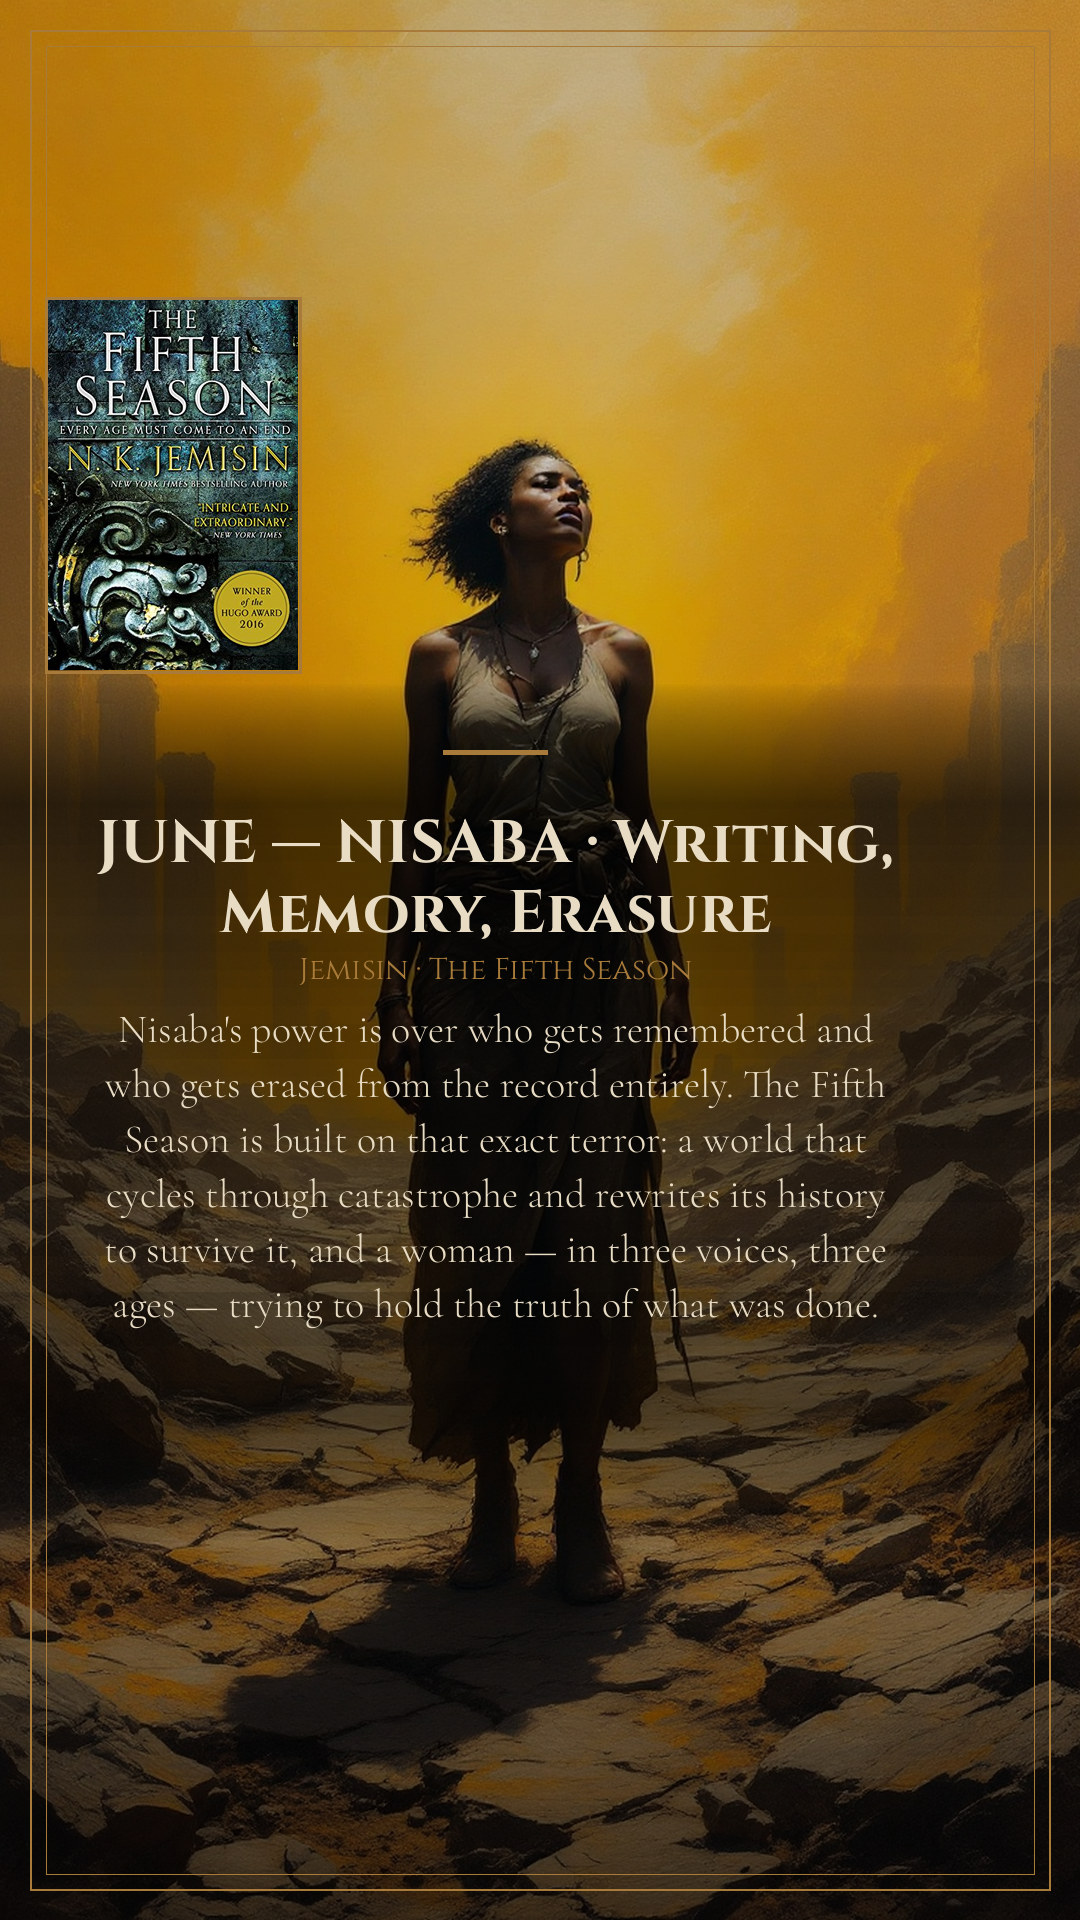 THE
FIFTH
SEASON
EVERY AGE MUST COME TO AN END
N. K. JEMISIN
NEW YORK TIMES BESTSELLING AUTHOR
"INTRICATE AND
EXTRAORDINARY."
—NEW YORK TIMES
WINNER
of the
HUGO AWARD
2016
JUNE — NISABA · WRITING,
MEMORY, ERASURE
JEMISIN · THE FIFTH SEASON
Nisaba's power is over who gets remembered and
who gets erased from the record entirely. The Fifth
Season is built on that exact terror: a world that
cycles through catastrophe and rewrites its history
to survive it, and a woman — in three voices, three
ages — trying to hold the truth of what was done.